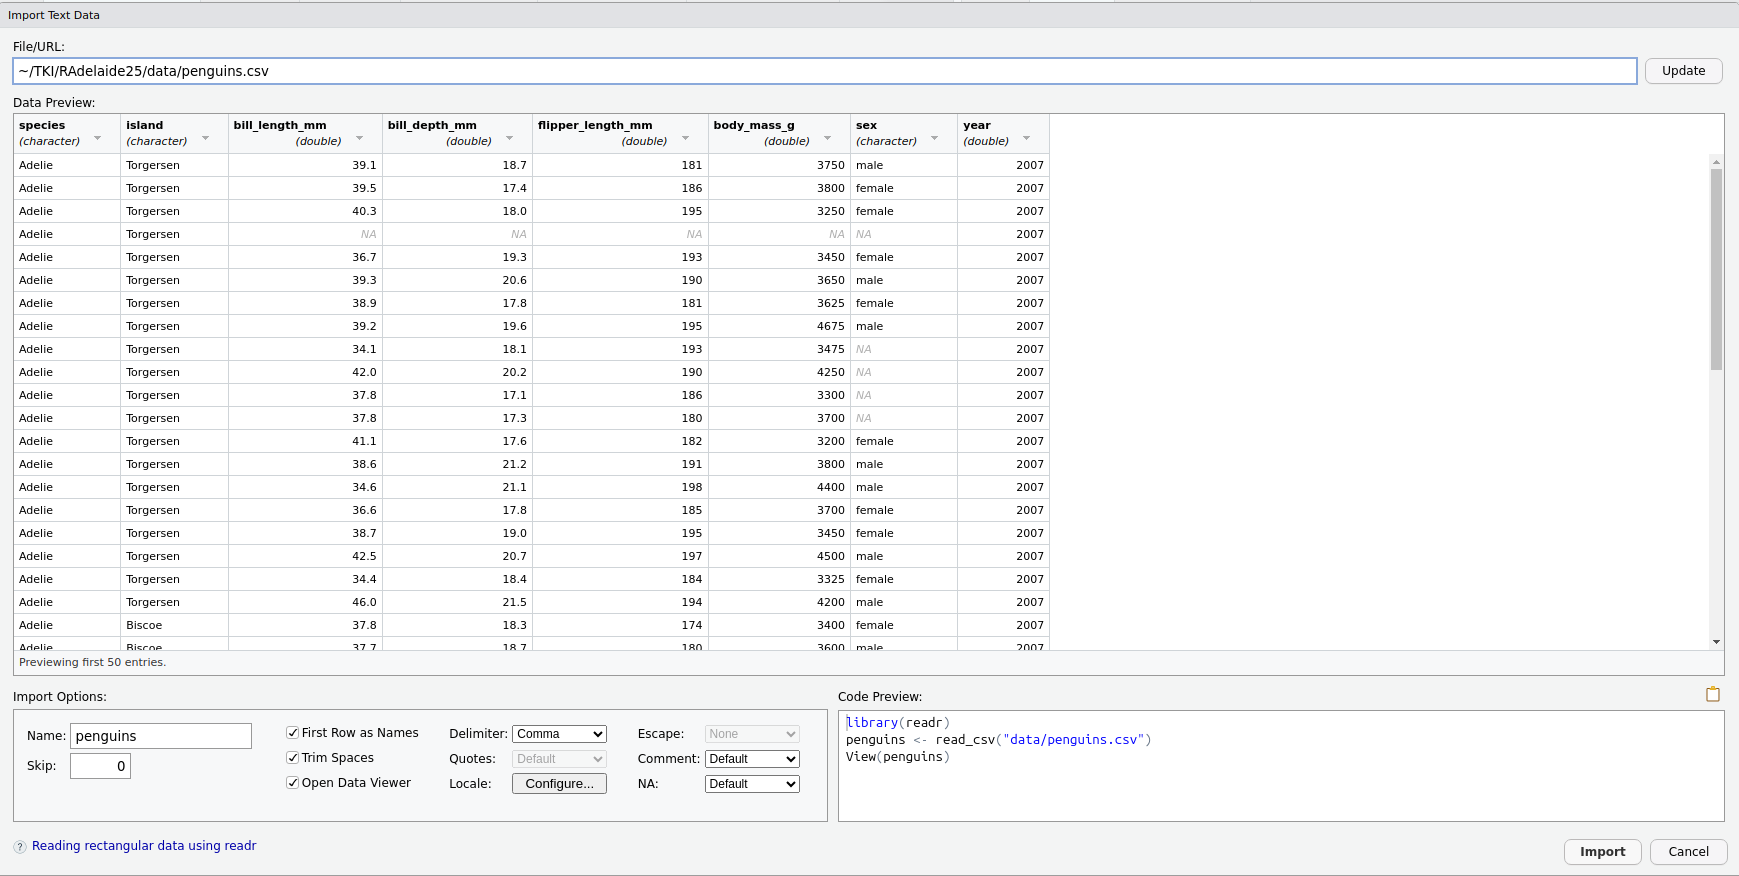 Import Text Data
File/URL:
~/TKI/RAdelaide25/data/penguins.csv Update
Data Preview:
species island bill_length_mm bill_depth_mm flipper_length_mm body_mass_g sex year
(character) (character) (double) (double) (double) (double) (character) (double)
Adelie Torgersen 39.1 18.7 181 3750 male 2007
Adelie Torgersen 39.5 17.4 186 3800 female 2007
Adelie Torgersen 40.3 18.0 195 3250 female 2007
Adelie Torgersen NA NA NA NA NA 2007
Adelie Torgersen 36.7 19.3 193 3450 female 2007
Adelie Torgersen 39.3 20.6 190 3650 male 2007
Adelie Torgersen 38.9 17.8 181 3625 female 2007
Adelie Torgersen 39.2 19.6 195 4675 male 2007
Adelie Torgersen 34.1 18.1 193 3475 NA 2007
Adelie Torgersen 42.0 20.2 190 4250 NA 2007
Adelie Torgersen 37.8 17.1 186 3300 NA 2007
Adelie Torgersen 37.8 17.3 180 3700 NA 2007
Adelie Torgersen 41.1 17.6 182 3200 female 2007
Adelie Torgersen 38.6 21.2 191 3800 male 2007
Adelie Torgersen 34.6 21.1 198 4400 male 2007
Adelie Torgersen 36.6 17.8 185 3700 female 2007
Adelie Torgersen 38.7 19.0 195 3450 female 2007
Adelie Torgersen 42.5 20.7 197 4500 male 2007
Adelie Torgersen 34.4 18.4 184 3325 female 2007
Adelie Torgersen 46.0 21.5 194 4200 male 2007
Adelie Biscoe 37.8 18.3 174 3400 female 2007
Adelie Biscoe 37.7 18.7 180 3600 male 2007
Previewing first 50 entries.
Import Options:
Name: penguins
Skip: 0
First Row as Names
Trim Spaces
Open Data Viewer
Delimiter: Comma
Quotes: Default
Locale: Configure...
Escape: None
Comment: Default
NA: Default
Code Preview:
library(readr)
penguins <- read_csv("data/penguins.csv")
View(penguins)
? Reading rectangular data using readr
Import Cancel